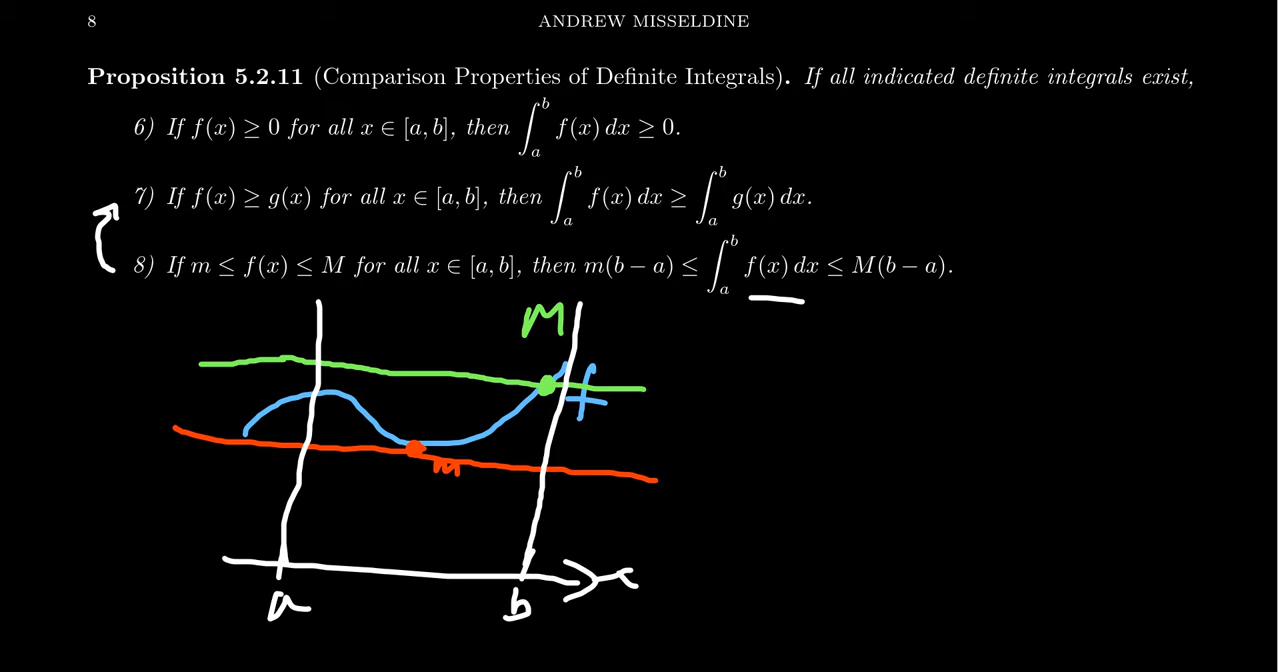 8 ANDREW MISSELDINE
Proposition 5.2.11 (Comparison Properties of Definite Integrals). If all indicated definite integrals exist,
6) If f(x) ≥ 0 for all x ∈ [a, b], then ∫_a^b f(x) dx ≥ 0.
7) If f(x) ≥ g(x) for all x ∈ [a, b], then ∫_a^b f(x) dx ≥ ∫_a^b g(x) dx.
8) If m ≤ f(x) ≤ M for all x ∈ [a, b], then m(b − a) ≤ ∫_a^b f(x) dx ≤ M(b − a).
M
f
m
x
a b